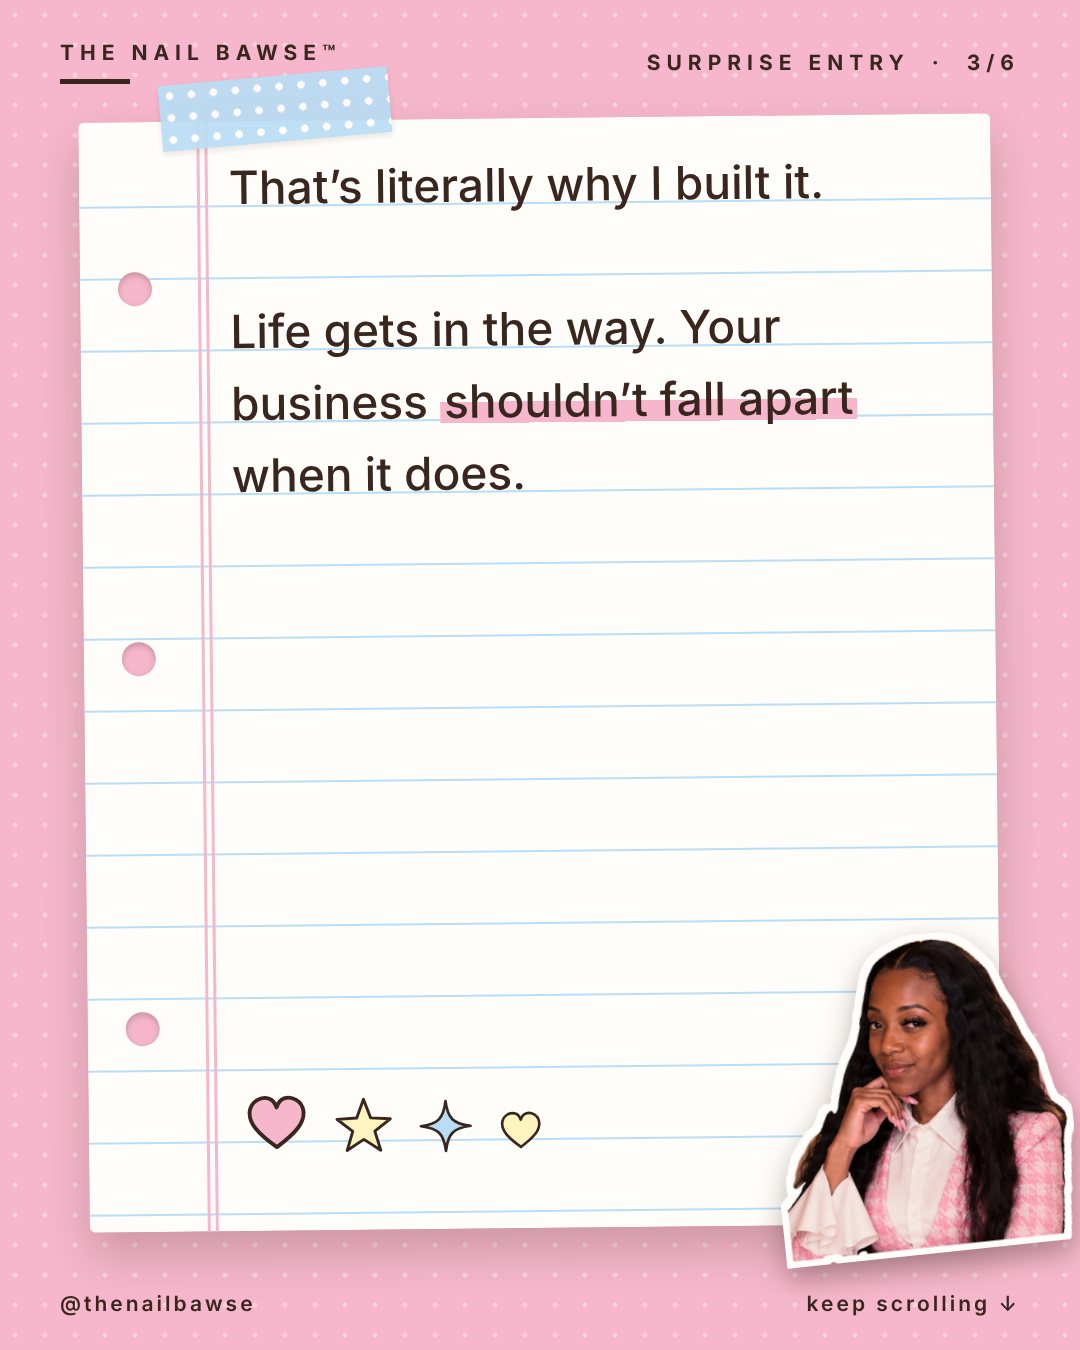 THE NAIL BAWSE™
SURPRISE ENTRY · 3/6
That’s literally why I built it.
Life gets in the way. Your
business shouldn’t fall apart
when it does.
@thenailbawse
keep scrolling ↓